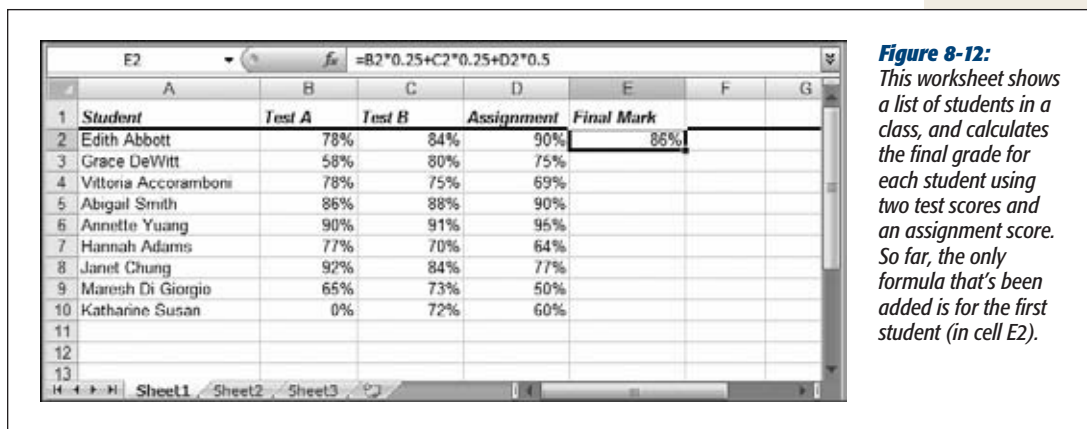 E2 fx =B2*0.25+C2*0.25+D2*0.5
A B C D E F G
1 Student Test A Test B Assignment Final Mark
2 Edith Abbott 78% 84% 90% 86%
3 Grace DeWitt 58% 80% 75%
4 Vittoria Accoramboni 78% 75% 69%
5 Abigail Smith 86% 88% 90%
6 Annette Yuang 90% 91% 95%
7 Hannah Adams 77% 70% 64%
8 Janet Chung 92% 84% 77%
9 Maresh Di Giorgio 65% 73% 50%
10 Katharine Susan 0% 72% 60%
11
12
13
Sheet1 Sheet2 Sheet3
Figure 8-12:
This worksheet shows
a list of students in a
class, and calculates
the final grade for
each student using
two test scores and
an assignment score.
So far, the only
formula that's been
added is for the first
student (in cell E2).